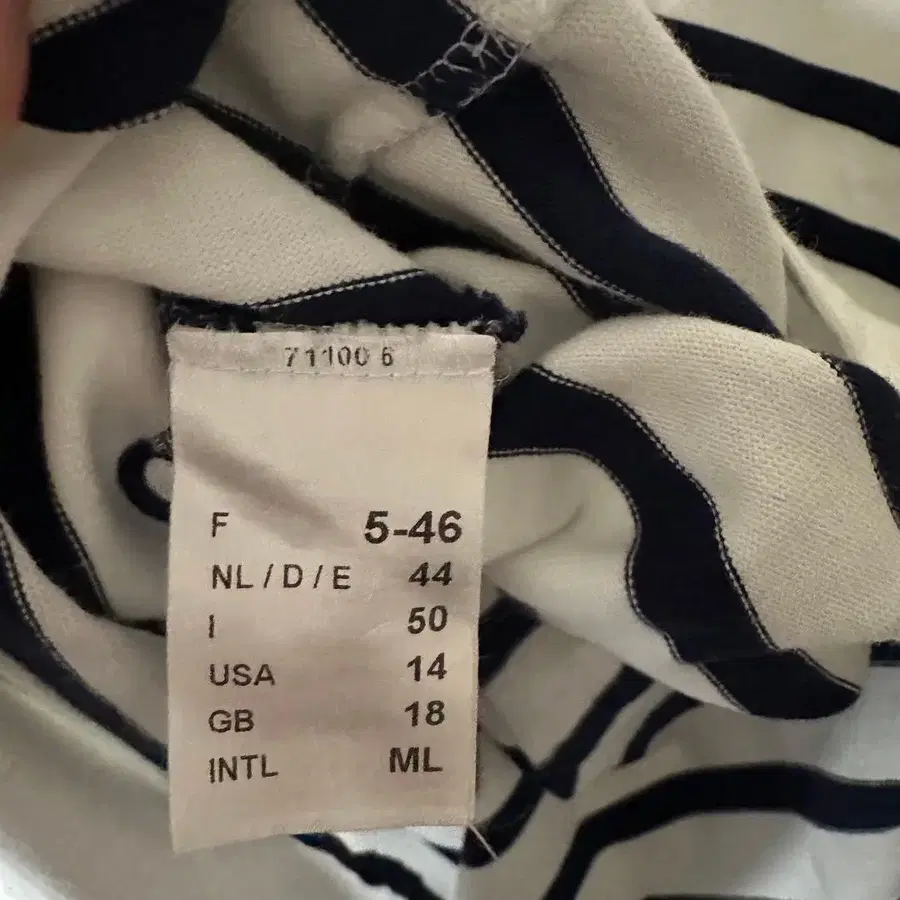 71100 6
F 5-46
NL / D / E 44
I 50
USA 14
GB 18
INTL ML